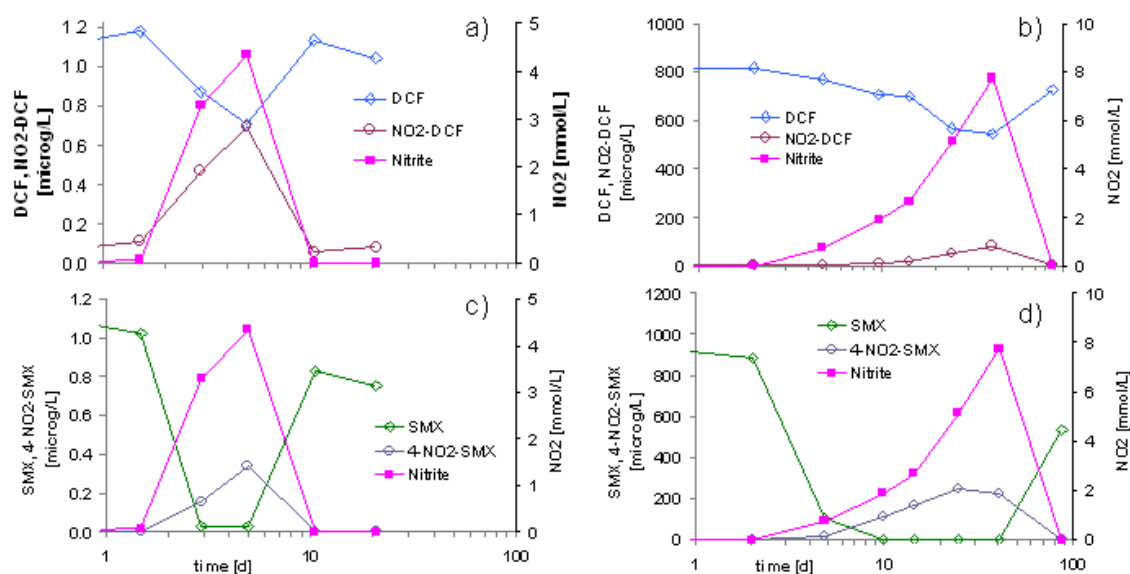 a)
DCF, NO2-DCF
[microg/L]
1.2
1.0
0.8
0.6
0.4
0.2
0.0
DCF
NO2-DCF
Nitrite
5
4
3
2
1
0
NO2 [mmol/L]
1
10
100
b)
DCF, NO2-DCF
[microg/L]
1000
800
600
400
200
0
DCF
NO2-DCF
Nitrite
10
8
6
4
2
0
NO2 [mmol/L]
1
10
100
c)
SMX, 4-NO2-SMX
[microg/L]
1.2
1.0
0.8
0.6
0.4
0.2
0.0
SMX
4-NO2-SMX
Nitrite
5
4
3
2
1
0
NO2 [mmol/L]
1
10
100
time [d]
d)
SMX, 4-NO2-SMX
[microg/L]
1200
1000
800
600
400
200
0
SMX
4-NO2-SMX
Nitrite
10
8
6
4
2
0
NO2 [mmol/L]
1
10
100
time [d]